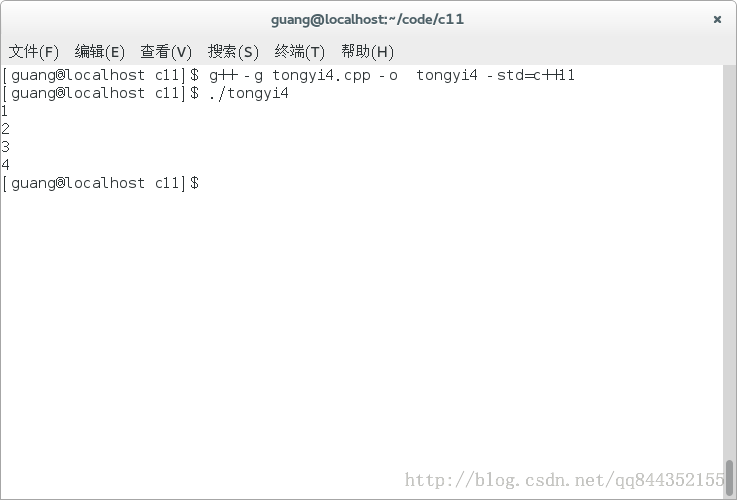 guang@localhost:~/code/c11
文件(F) 编辑(E) 查看(V) 搜索(S) 终端(T) 帮助(H)
[guang@localhost c11]$ g++ -g tongyi4.cpp -o  tongyi4 -std=c++11
[guang@localhost c11]$ ./tongyi4
1
2
3
4
[guang@localhost c11]$
http://blog.csdn.net/qq844352155